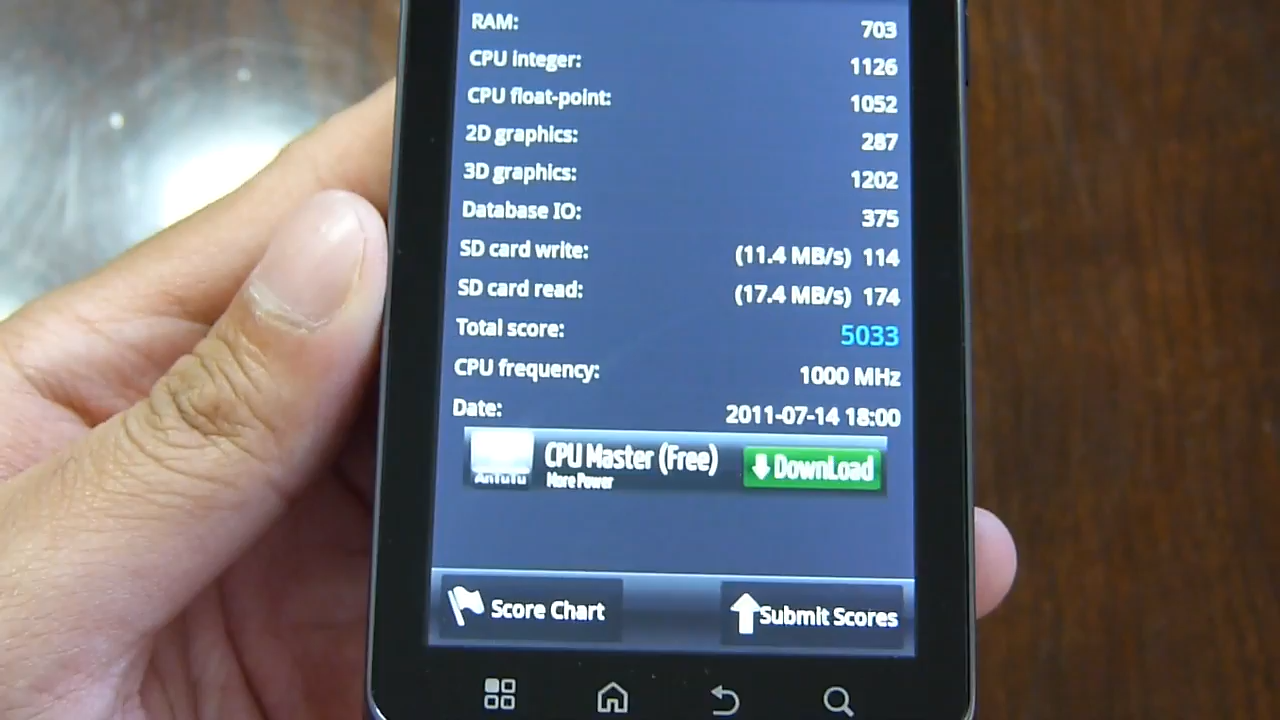 RAM: 703
CPU integer: 1126
CPU float-point: 1052
2D graphics: 287
3D graphics: 1202
Database IO: 375
SD card write: (11.4 MB/s) 114
SD card read: (17.4 MB/s) 174
Total score: 5033
CPU frequency: 1000 MHz
Date: 2011-07-14 18:00
CPU Master (Free)
AnTuTu
More Power
DownLoad
Score Chart
Submit Scores